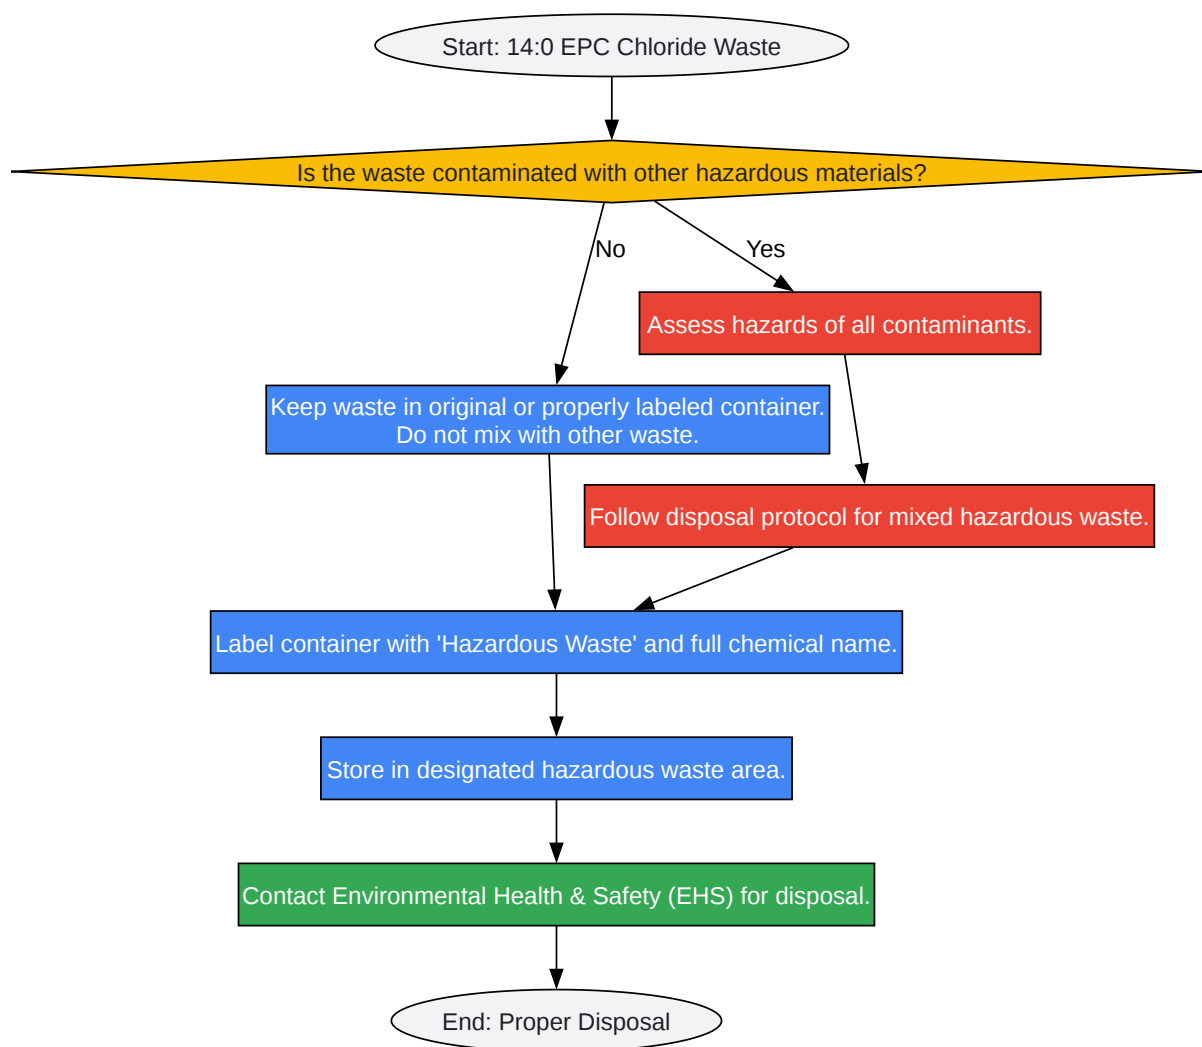 Start: 14:0 EPC Chloride Waste
Is the waste contaminated with other hazardous materials?
No
Yes
Assess hazards of all contaminants.
Keep waste in original or properly labeled container.
Do not mix with other waste.
Follow disposal protocol for mixed hazardous waste.
Label container with 'Hazardous Waste' and full chemical name.
Store in designated hazardous waste area.
Contact Environmental Health & Safety (EHS) for disposal.
End: Proper Disposal